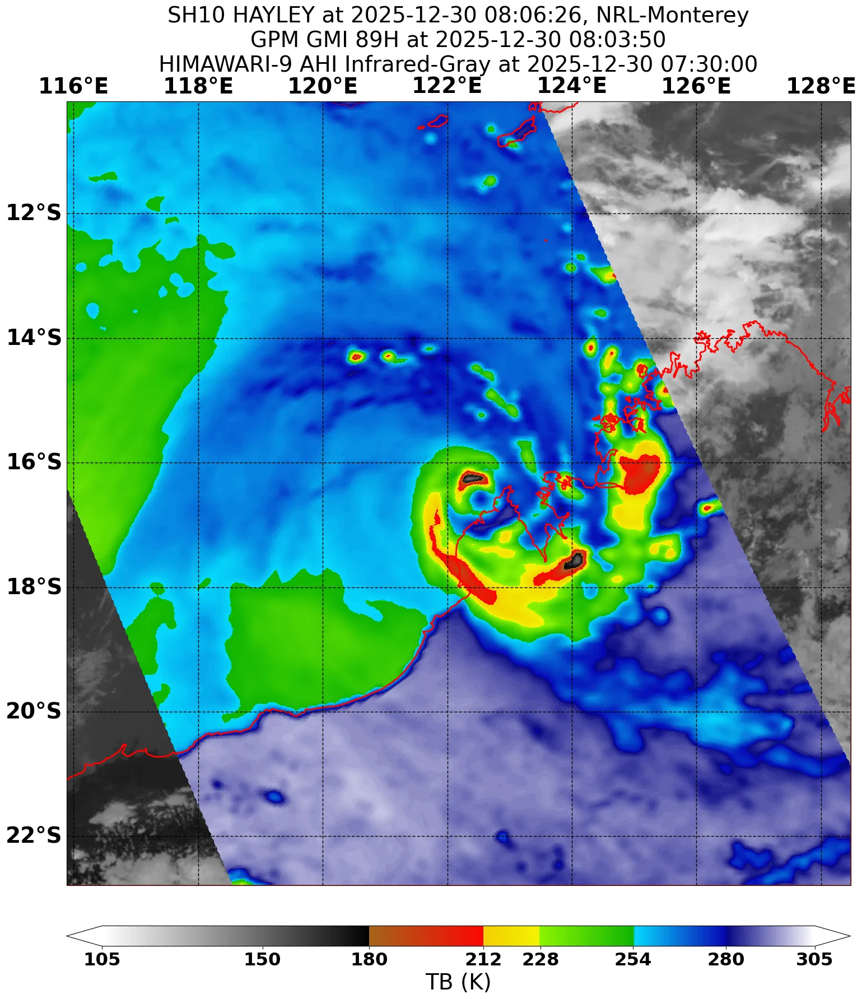 SH10 HAYLEY at 2025-12-30 08:06:26, NRL-Monterey
GPM GMI 89H at 2025-12-30 08:03:50
HIMAWARI-9 AHI Infrared-Gray at 2025-12-30 07:30:00
116°E 118°E 120°E 122°E 124°E 126°E 128°E
12°S
14°S
16°S
18°S
20°S
22°S
105 150 180 212 228 254 280 305
TB (K)